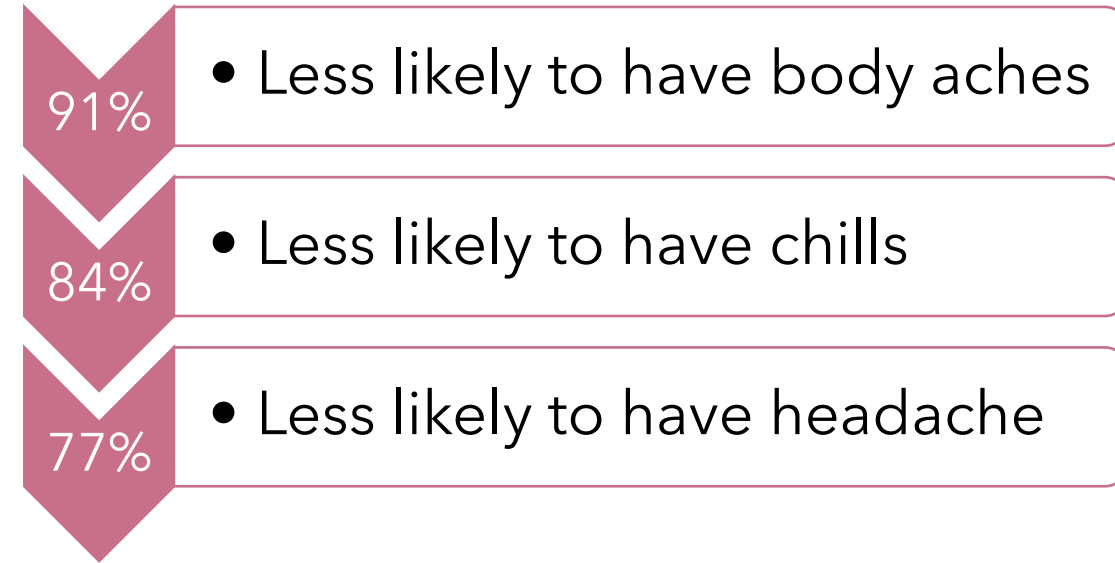 91%
• Less likely to have body aches
84%
• Less likely to have chills
77%
• Less likely to have headache